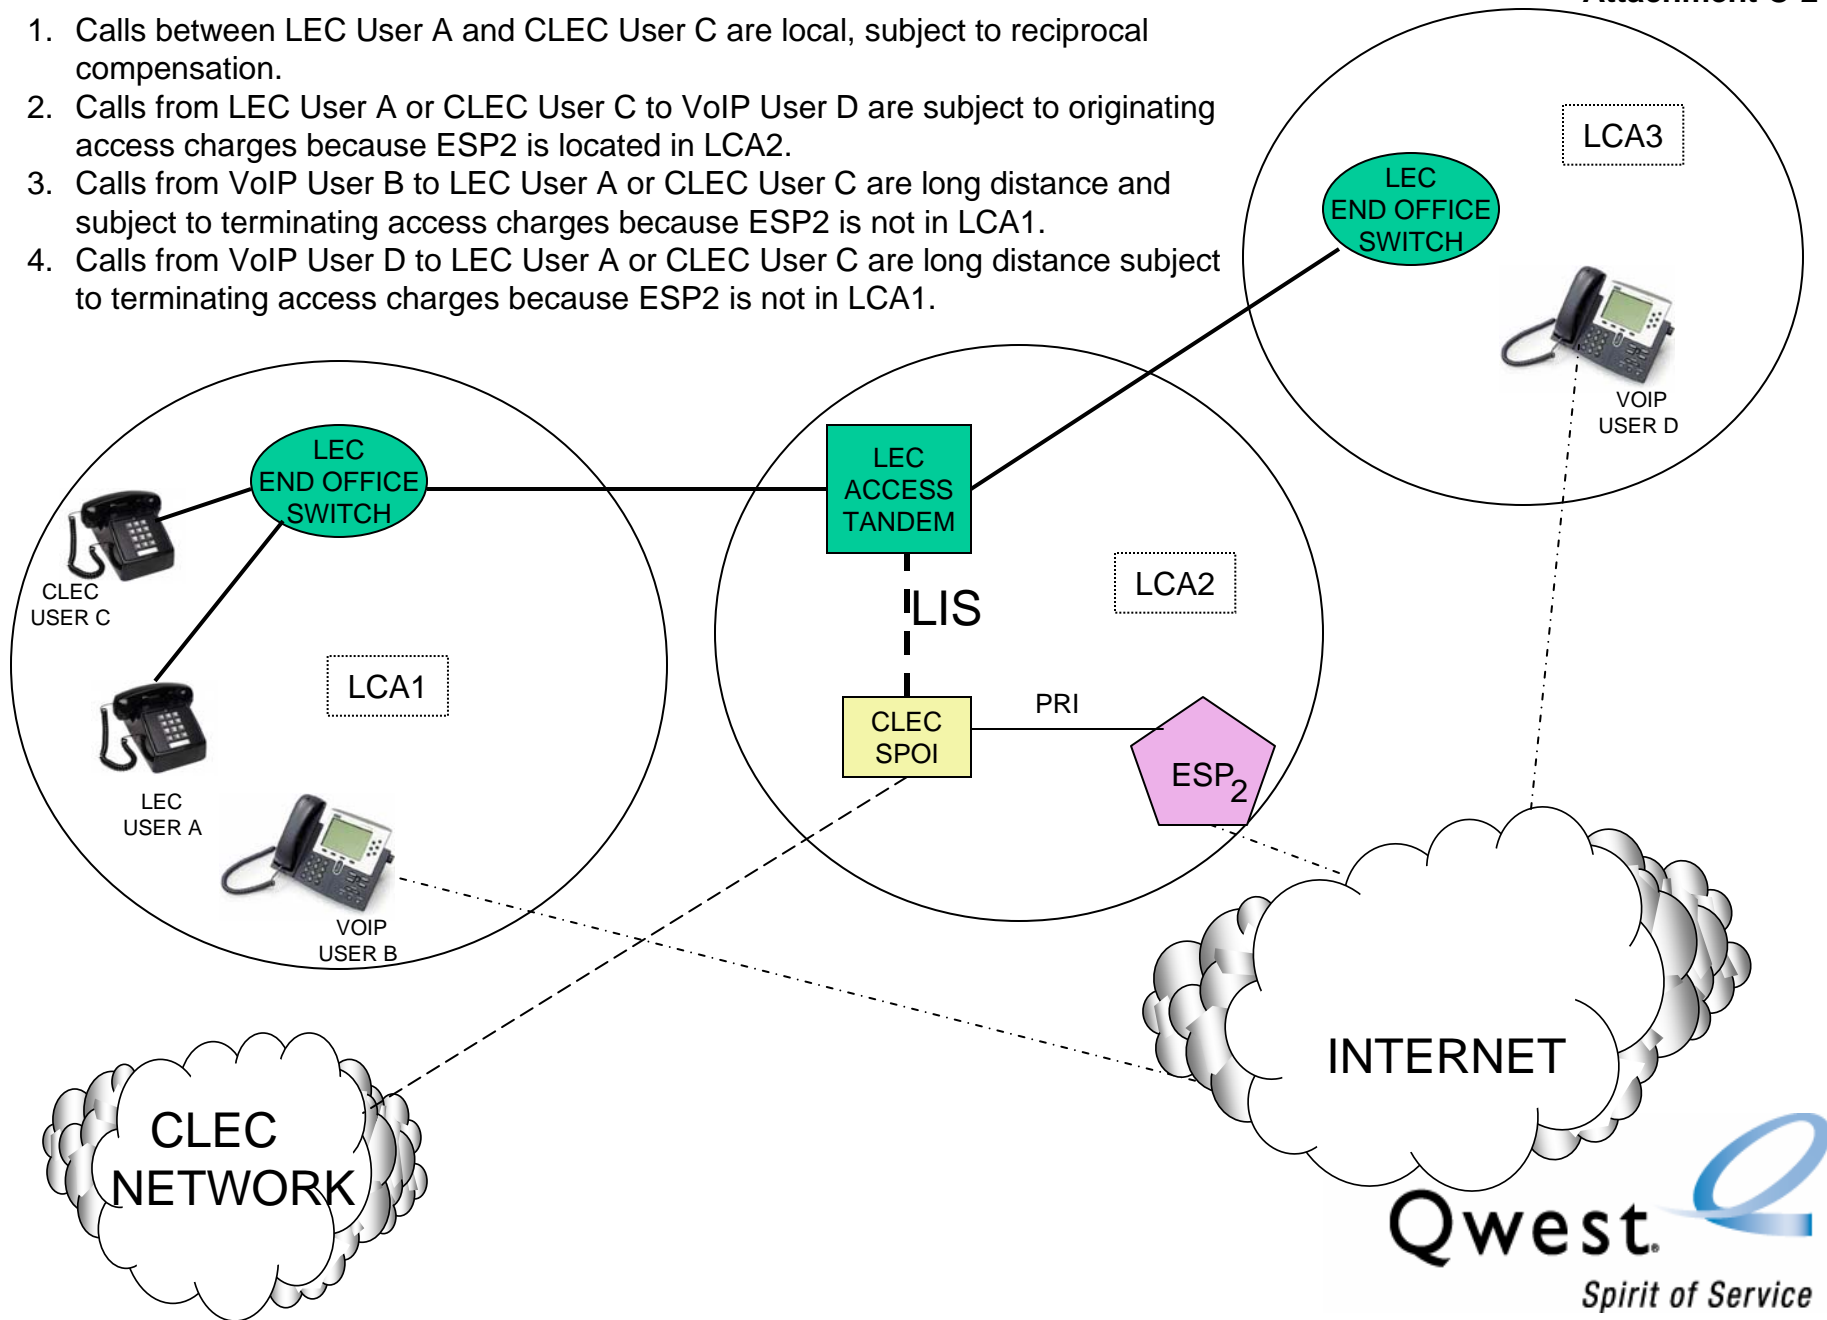 1. Calls between LEC User A and CLEC User C are local, subject to reciprocal
compensation.
2. Calls from LEC User A or CLEC User C to VoIP User D are subject to originating
access charges because ESP2 is located in LCA2.
3. Calls from VoIP User B to LEC User A or CLEC User C are long distance and
subject to terminating access charges because ESP2 is not in LCA1.
4. Calls from VoIP User D to LEC User A or CLEC User C are long distance subject
to terminating access charges because ESP2 is not in LCA1.
LCA3
LEC
END OFFICE
SWITCH
VOIP
USER D
LEC
END OFFICE
SWITCH
CLEC
USER C
LCA1
LEC
USER A
VOIP
USER B
LEC
ACCESS
TANDEM
LIS
LCA2
CLEC
SPOI
PRI
ESP2
INTERNET
CLEC
NETWORK
Qwest.
Spirit of Service